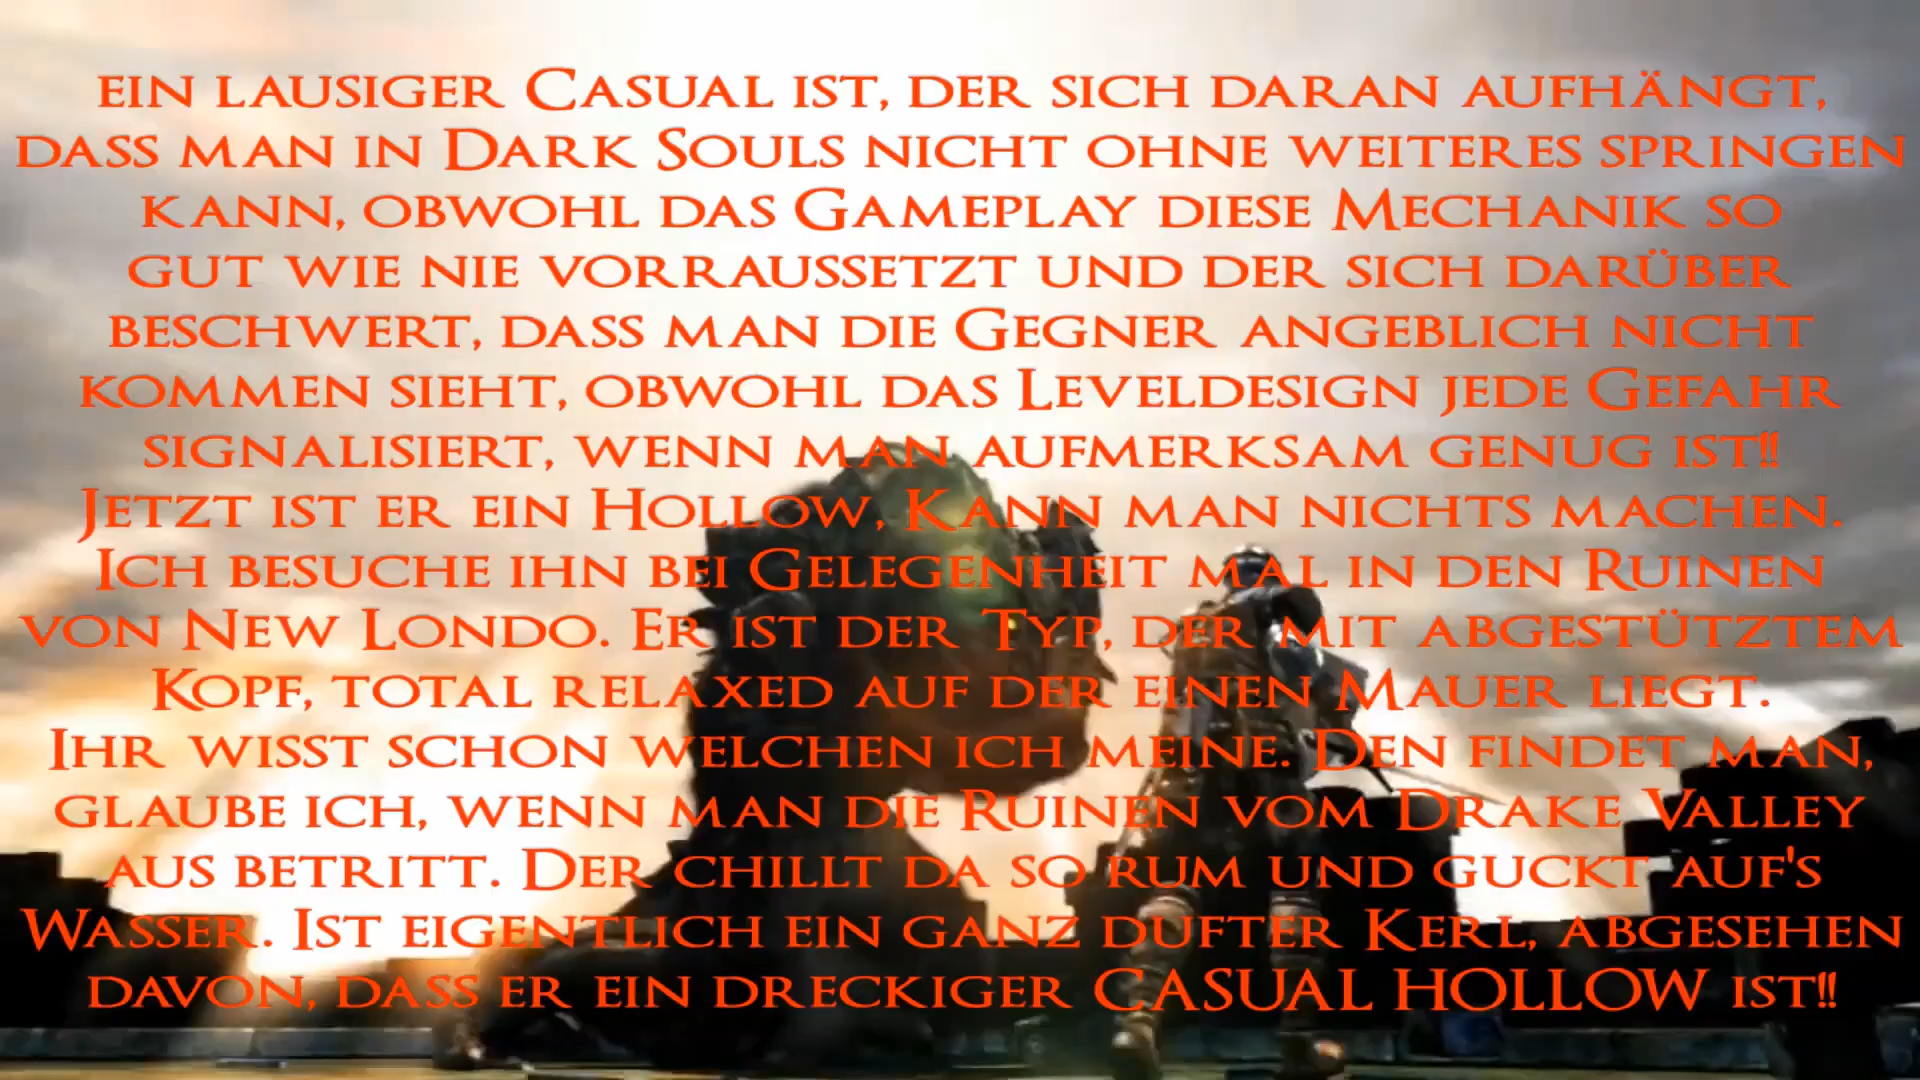 ein lausiger Casual ist, der sich daran aufhängt,
dass man in Dark Souls nicht ohne weiteres springen
kann, obwohl das Gameplay diese Mechanik so
gut wie nie vorraussetzt und der sich darüber
beschwert, dass man die Gegner angeblich nicht
kommen sieht, obwohl das Leveldesign jede Gefahr
signalisiert, wenn man aufmerksam genug ist!!
Jetzt ist er ein Hollow, Kann man nichts machen.
Ich besuche ihn bei Gelegenheit mal in den Ruinen
von New Londo. Er ist der Typ, der mit abgestütztem
Kopf, total relaxed auf der einen Mauer liegt.
Ihr wisst schon welchen ich meine. Den findet man,
glaube ich, wenn man die Ruinen vom Drake Valley
aus betritt. Der chillt da so rum und guckt auf's
Wasser. Ist eigentlich ein ganz dufter Kerl, abgesehen
davon, dass er ein dreckiger CASUAL HOLLOW ist!!